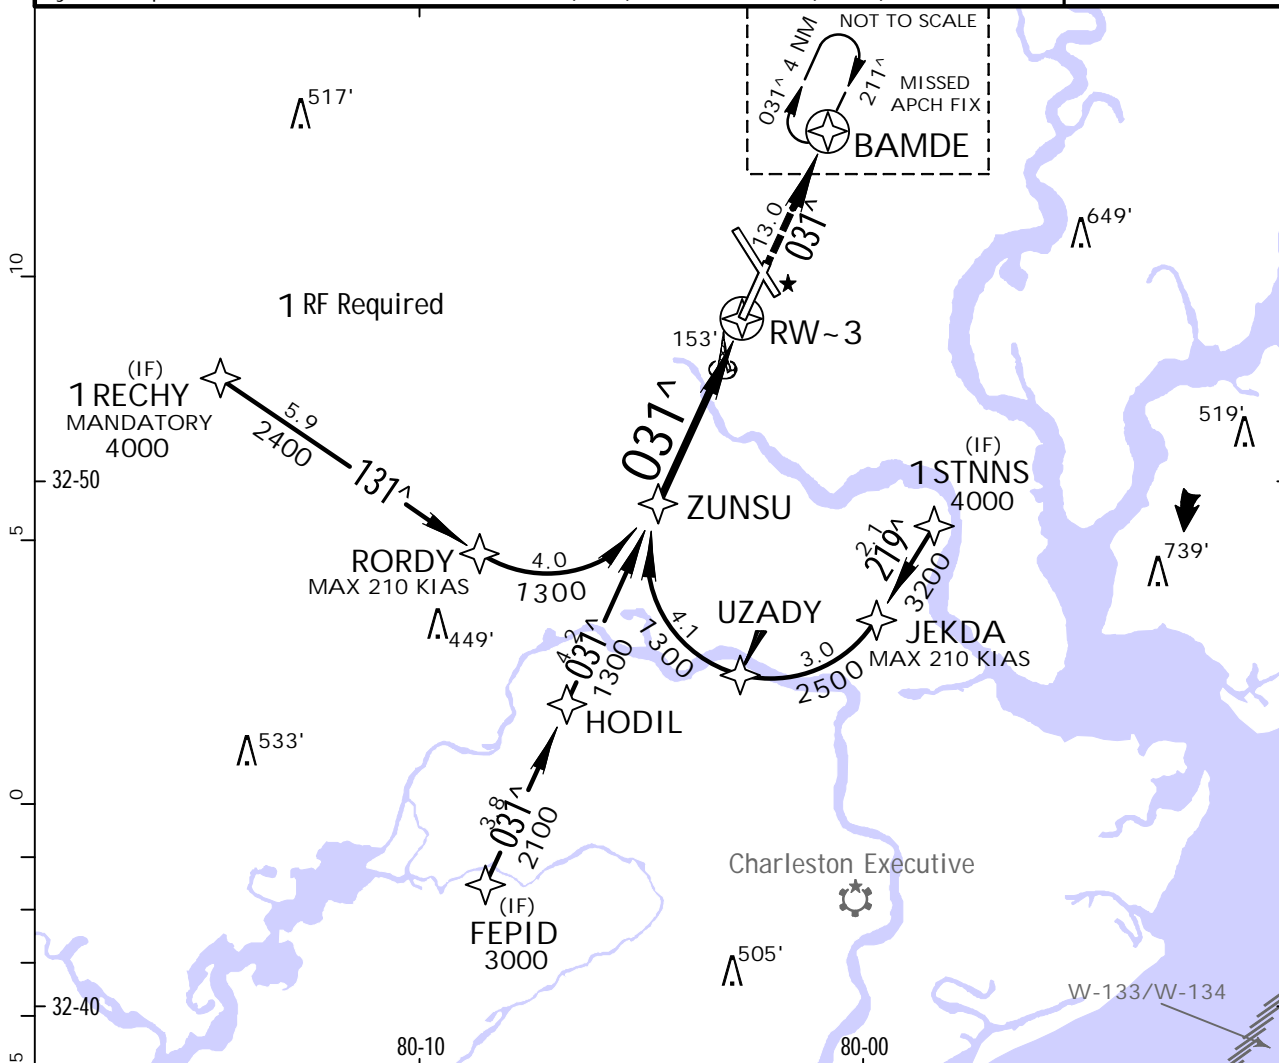 NOT TO SCALE
031^ 4 NM
211^
MISSED
APCH FIX
BAMDE
517'
649'
13.0
031^
10
1 RF Required
153'
RW~3
(IF)
1 RECHY
MANDATORY
4000
5.9
2400
131^
031^
519'
(IF)
1 STNNS
4000
32-50
ZUNSU
2.1
219^
3200
5
RORDY
MAX 210 KIAS
4.0
1300
739'
UZADY
4.1
1300
JEKDA
MAX 210 KIAS
3.0
2500
449'
4.2
031^
1300
HODIL
533'
0
3.8
031^
2100
Charleston Executive
(IF)
FEPID
3000
505'
W-133/W-134
32-40
5
80-10
80-00